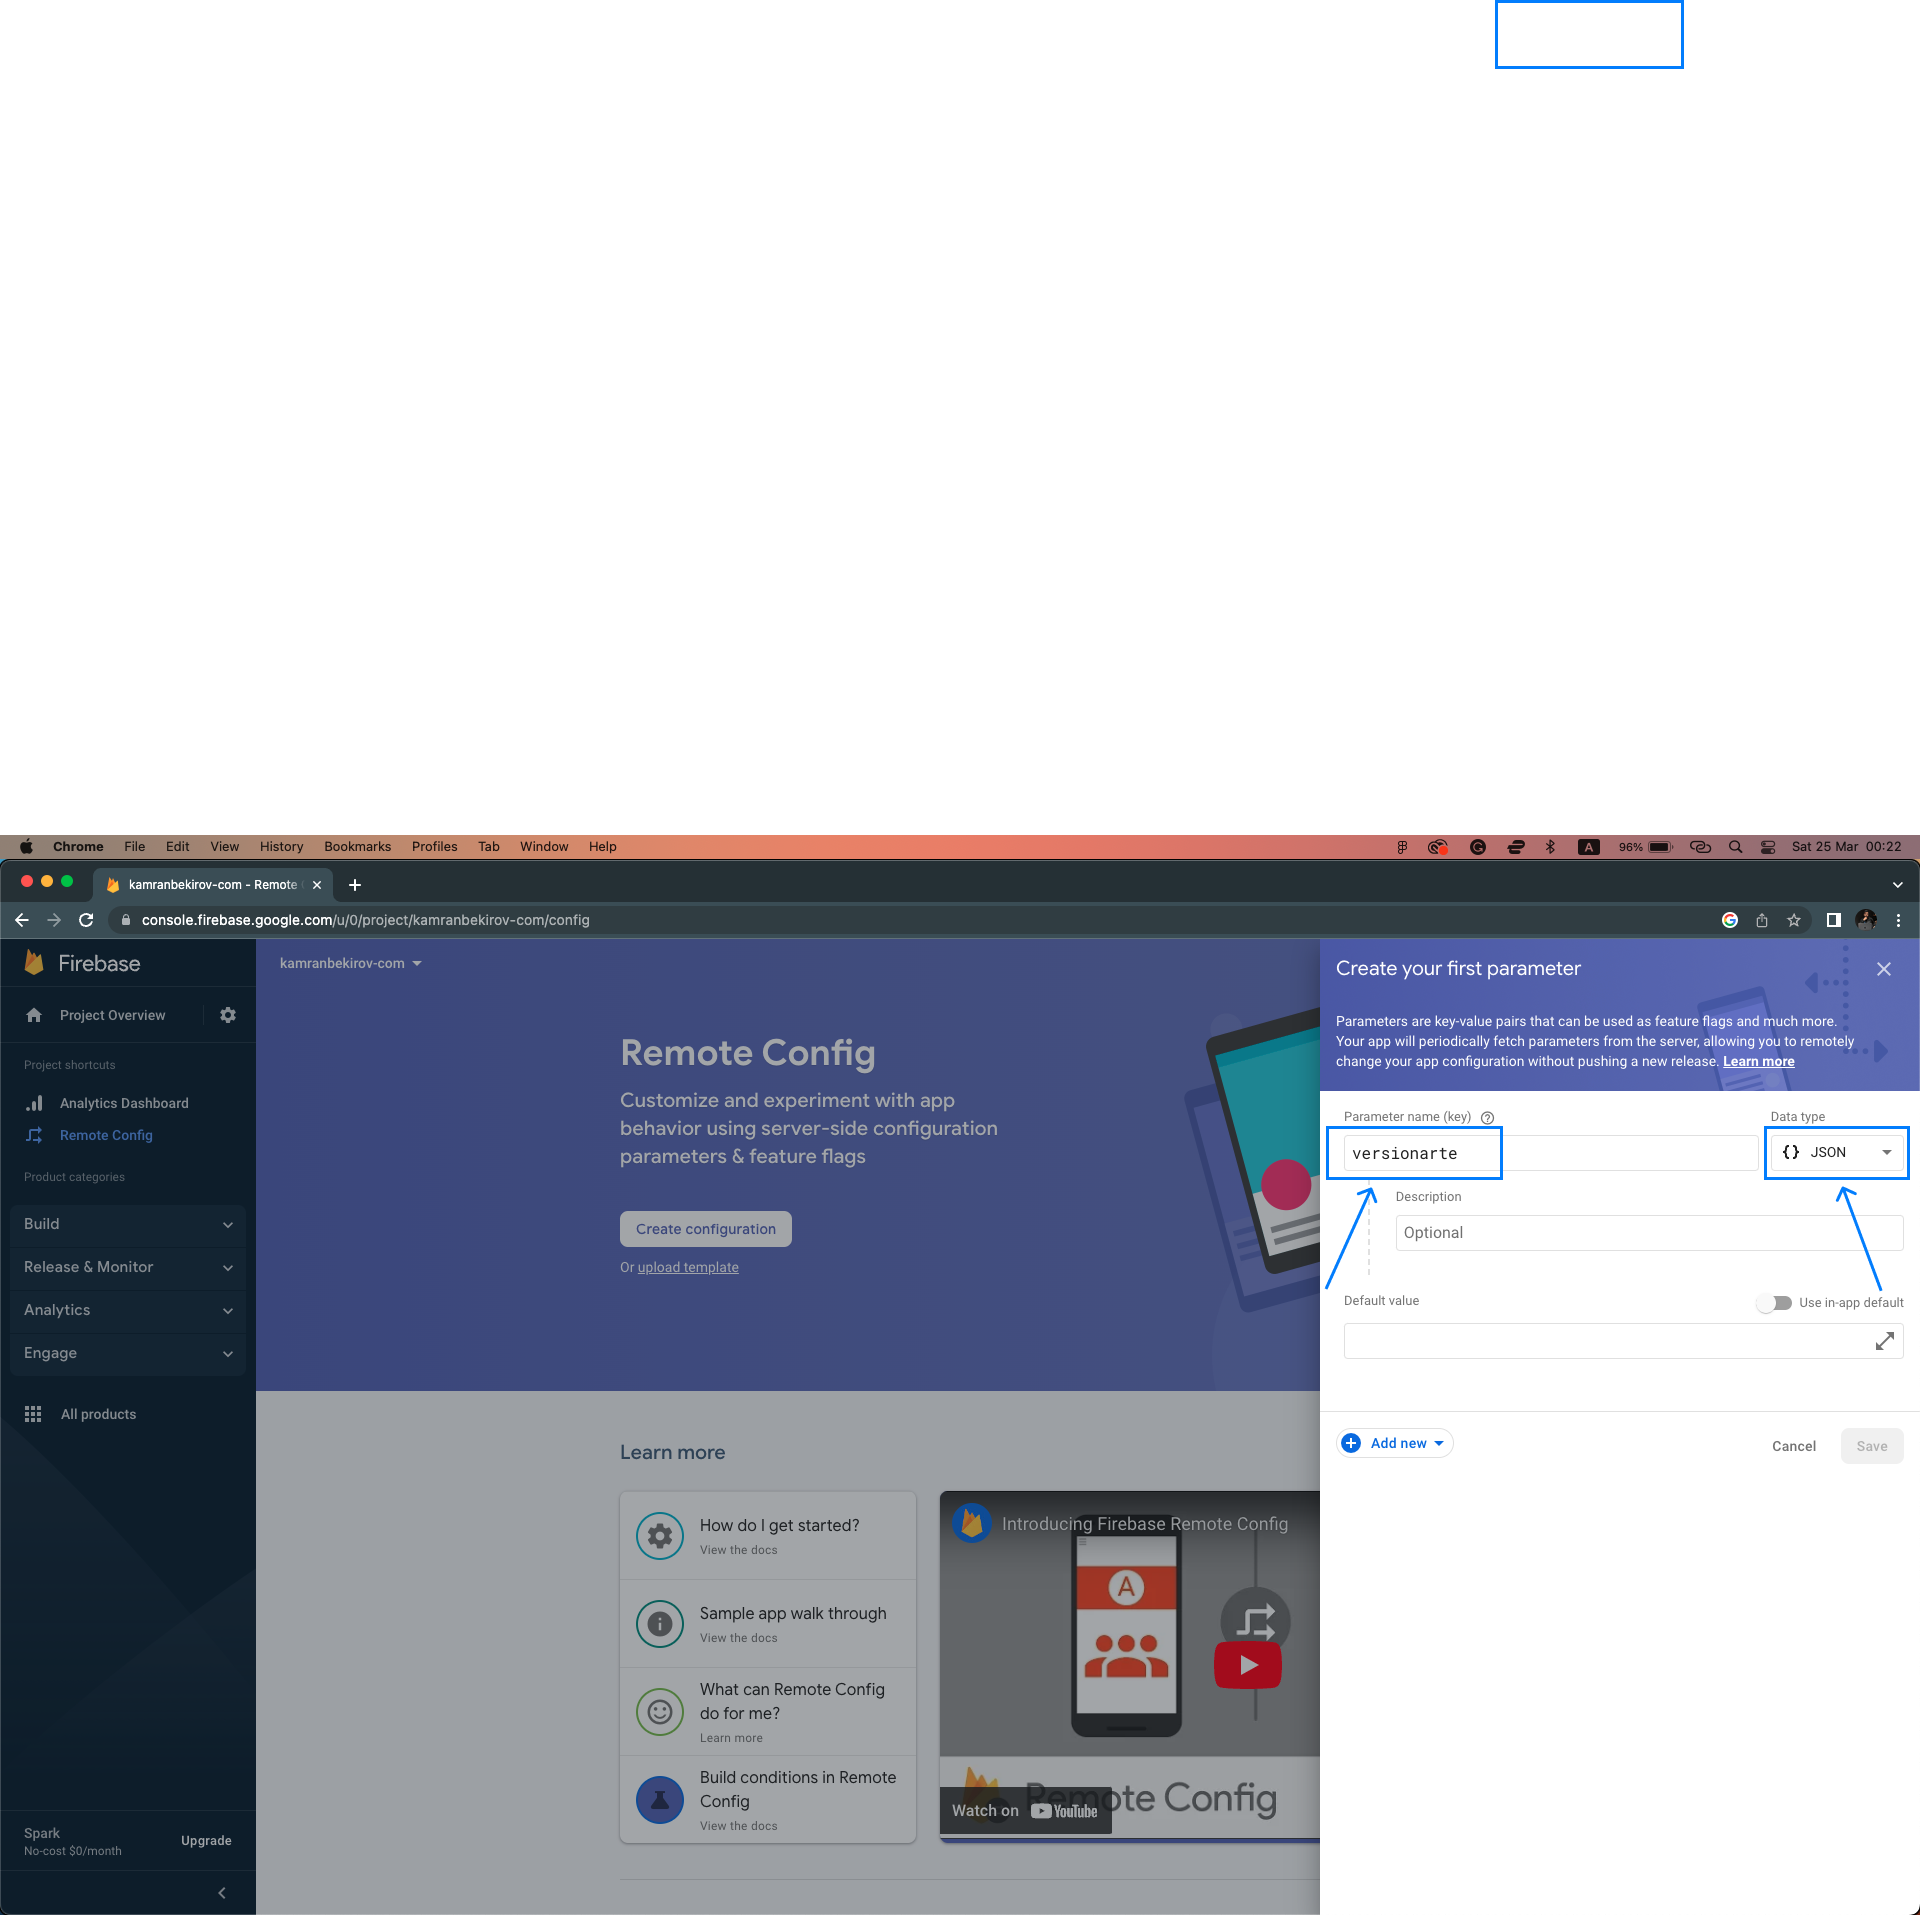 Chrome File Edit View History Bookmarks Profiles Tab Window Help
A 96% Sat 25 Mar 00:22
kamranbekirov-com - Remote
console.firebase.google.com/u/0/project/kamranbekirov-com/config
Firebase
Project Overview
Project shortcuts
Analytics Dashboard
Remote Config
Product categories
Build
Release & Monitor
Analytics
Engage
All products
Spark
No-cost $0/month
Upgrade
kamranbekirov-com
Remote Config
Customize and experiment with app
behavior using server-side configuration
parameters & feature flags
Create configuration
Or upload template
Learn more
How do I get started?
View the docs
Sample app walk through
View the docs
What can Remote Config
do for me?
Learn more
Build conditions in Remote
Config
View the docs
Introducing Firebase Remote Config
A
Remote Config
Watch on YouTube
Create your first parameter
Parameters are key-value pairs that can be used as feature flags and much more.
Your app will periodically fetch parameters from the server, allowing you to remotely
change your app configuration without pushing a new release. Learn more
Parameter name (key)
Data type
versionarte
{} JSON
Description
Optional
Default value
Use in-app default
Add new
Cancel
Save